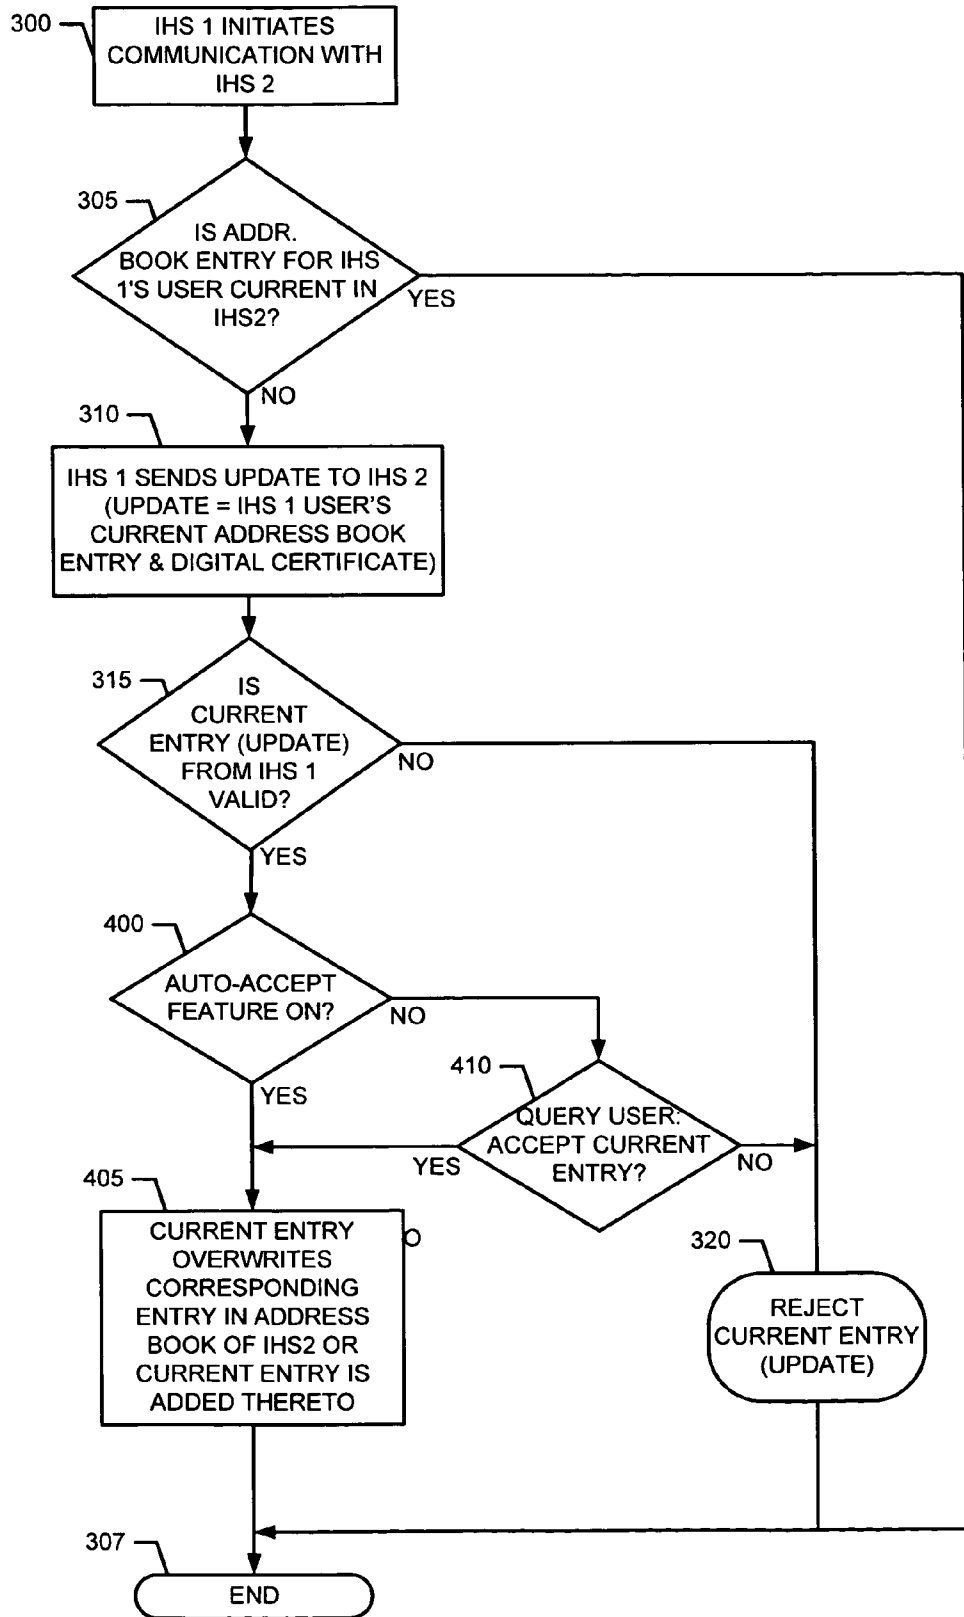 300
IHS 1 INITIATES
COMMUNICATION WITH
IHS 2
305
IS ADDR.
BOOK ENTRY FOR IHS
1'S USER CURRENT IN
IHS2?
YES
NO
310
IHS 1 SENDS UPDATE TO IHS 2
(UPDATE = IHS 1 USER'S
CURRENT ADDRESS BOOK
ENTRY & DIGITAL CERTIFICATE)
315
IS
CURRENT
ENTRY (UPDATE)
FROM IHS 1
VALID?
NO
YES
400
AUTO-ACCEPT
FEATURE ON?
NO
YES
410
QUERY USER:
ACCEPT CURRENT
ENTRY?
YES
NO
405
CURRENT ENTRY
OVERWRITES
CORRESPONDING
ENTRY IN ADDRESS
BOOK OF IHS2 OR
CURRENT ENTRY IS
ADDED THERETO
O
320
REJECT
CURRENT ENTRY
(UPDATE)
307
END